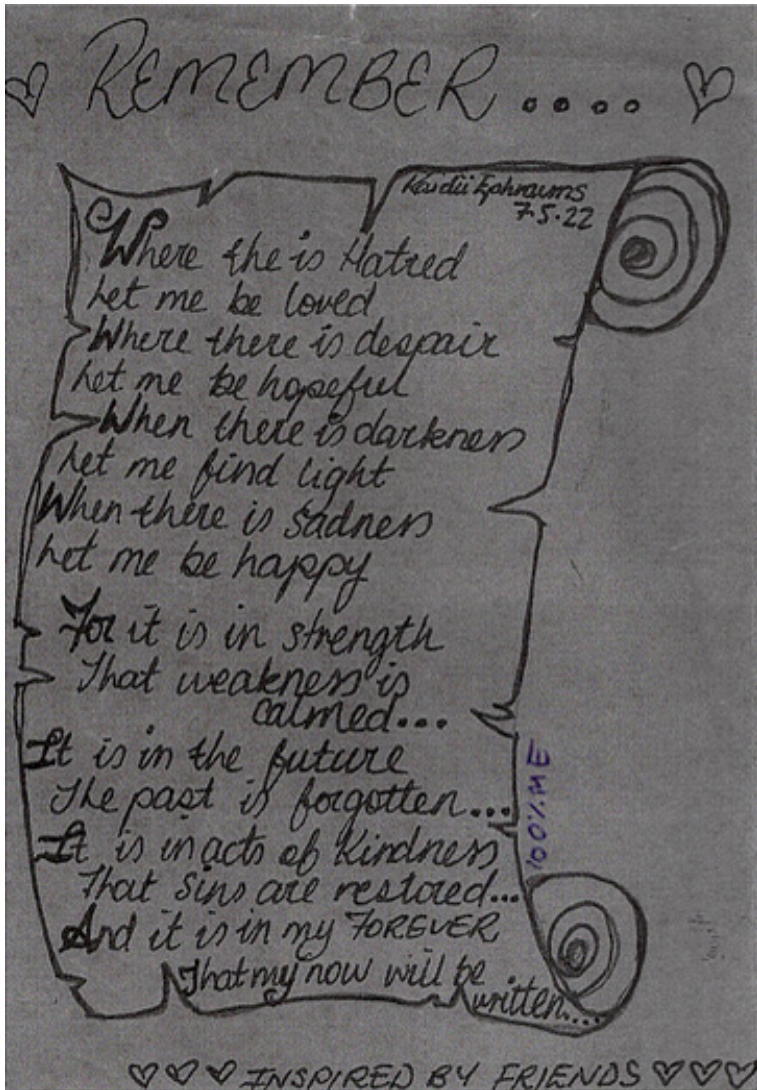 REMEMBER....
Kaidii Ephraums
7.5.22
Where the is Hatred
Let me be loved
Where there is despair
Let me be hopeful
When there is darkness
Let me find light
When there is sadness
Let me be happy
For it is in strength
That weakness is
calmed...
It is in the future
The past is forgotten...
It is in acts of Kindness
That Sins are restored...
And it is in my FOREVER
That my now will be
written....
100% ME
INSPIRED BY FRIENDS